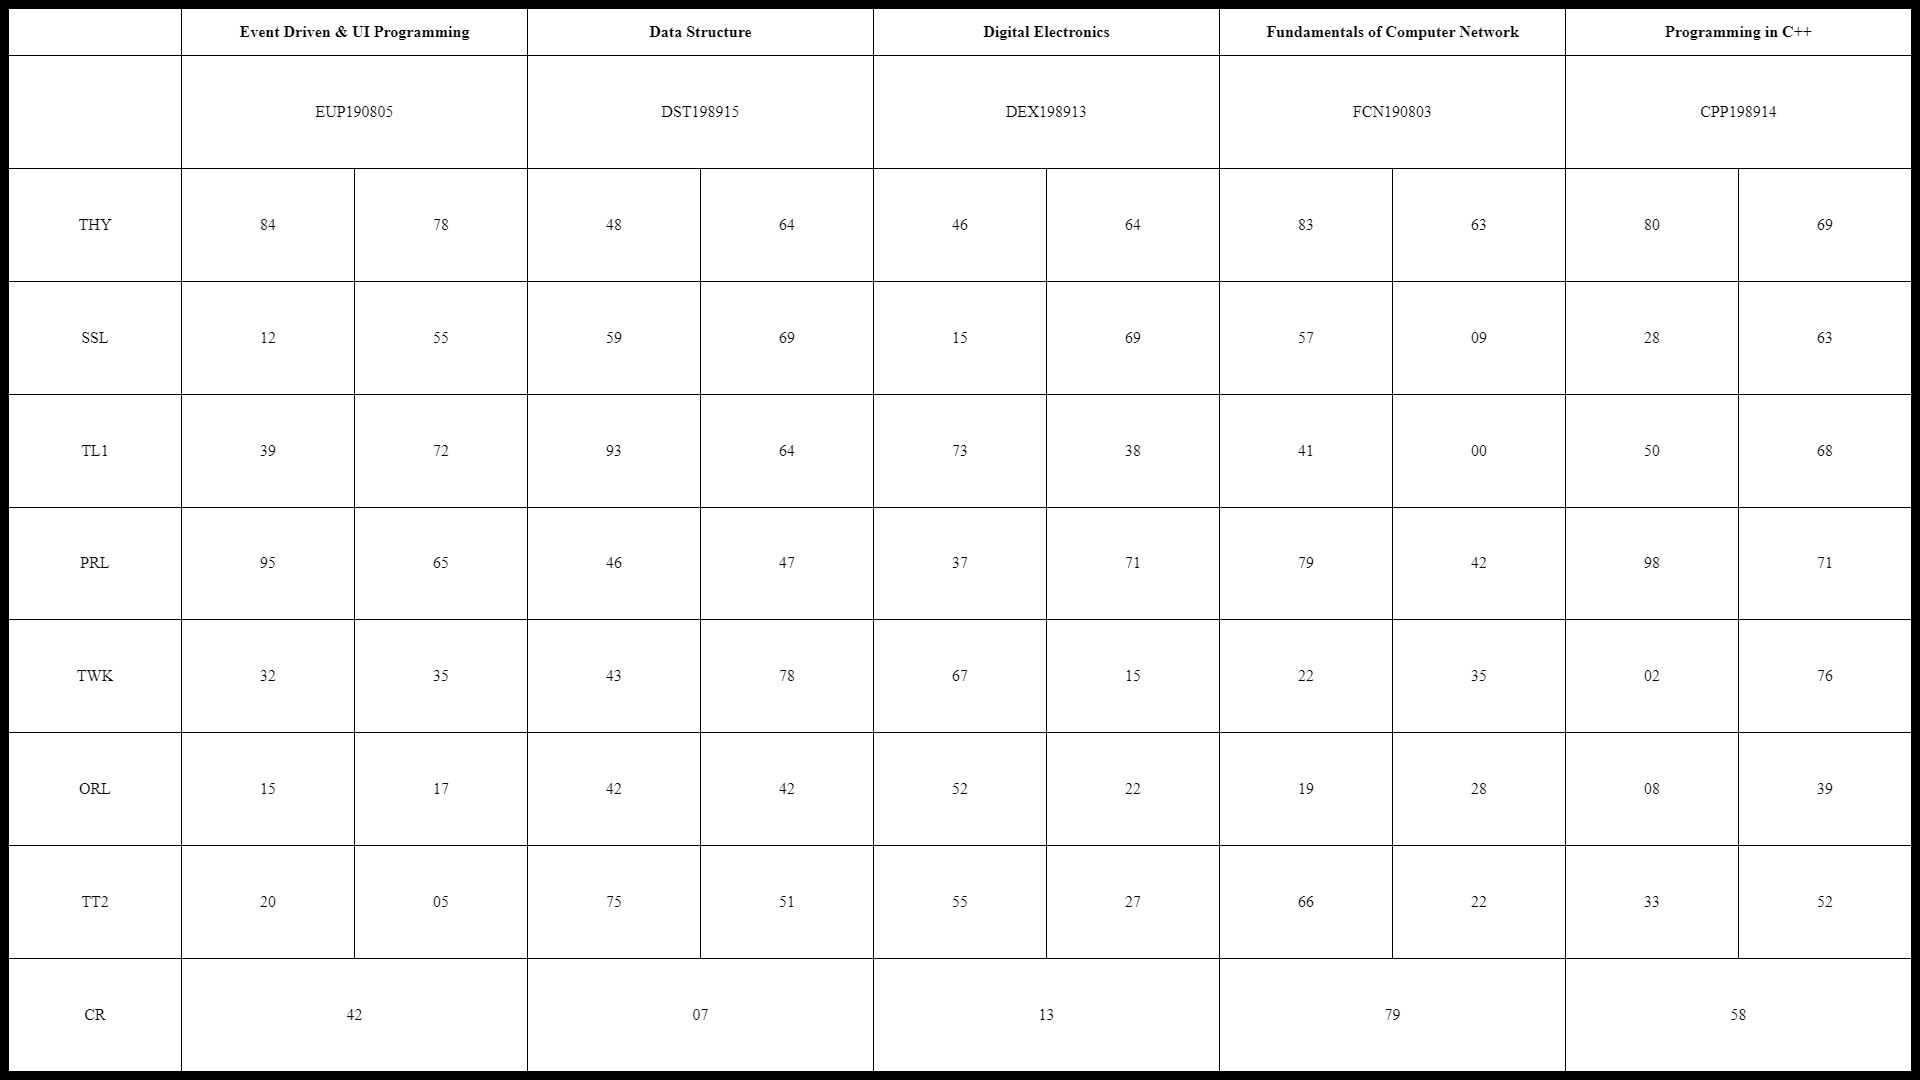 Event Driven & UI Programming Data Structure Digital Electronics Fundamentals of Computer Network Programming in C++
EUP190805 DST198915 DEX198913 FCN190803 CPP198914
THY 84 78 48 64 46 64 83 63 80 69
SSL 12 55 59 69 15 69 57 09 28 63
TL1 39 72 93 64 73 38 41 00 50 68
PRL 95 65 46 47 37 71 79 42 98 71
TWK 32 35 43 78 67 15 22 35 02 76
ORL 15 17 42 42 52 22 19 28 08 39
TT2 20 05 75 51 55 27 66 22 33 52
CR 42 07 13 79 58